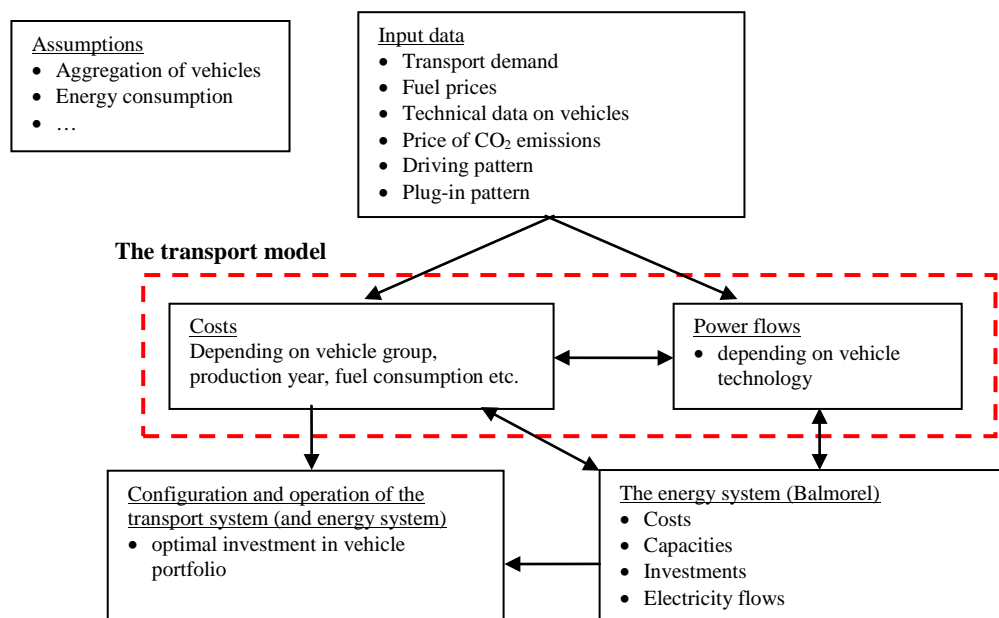 Assumptions
• Aggregation of vehicles
• Energy consumption
• …
Input data
• Transport demand
• Fuel prices
• Technical data on vehicles
• Price of CO₂ emissions
• Driving pattern
• Plug-in pattern
The transport model
Costs
Depending on vehicle group,
production year, fuel consumption etc.
Power flows
• depending on vehicle
technology
Configuration and operation of the
transport system (and energy system)
• optimal investment in vehicle
portfolio
The energy system (Balmorel)
• Costs
• Capacities
• Investments
• Electricity flows